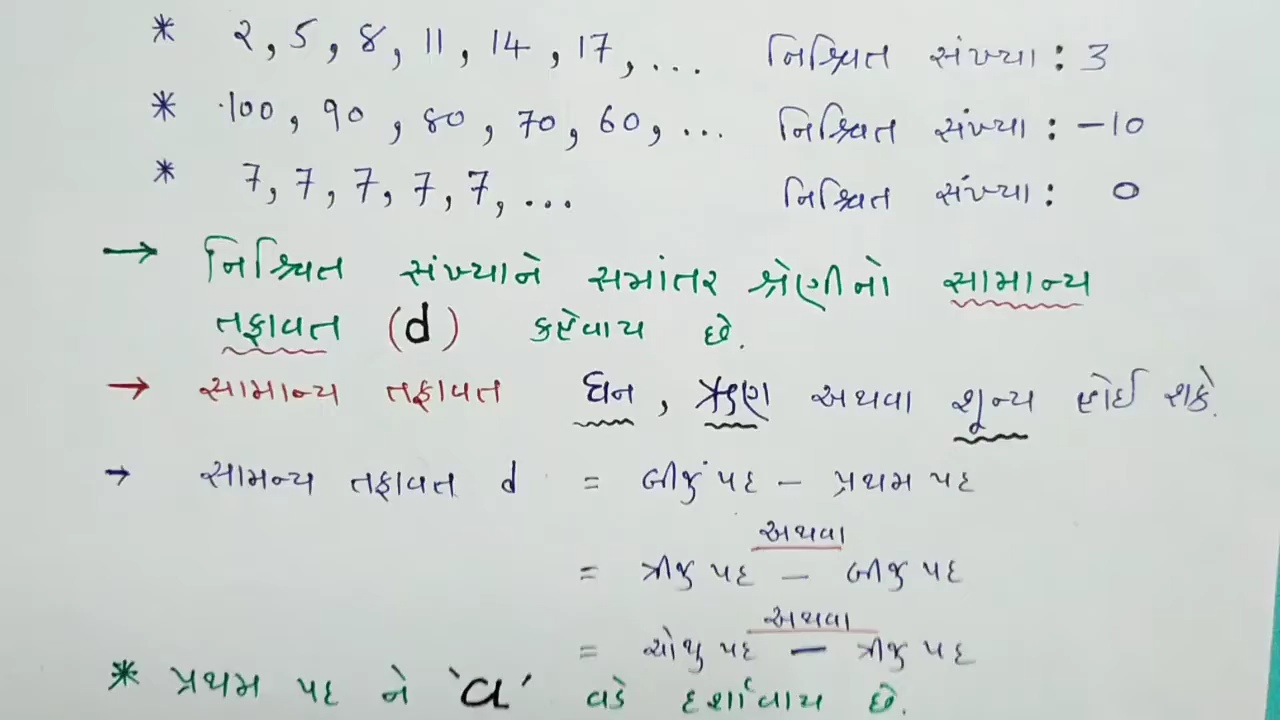 * 2, 5, 8, 11, 14, 17, ... નિશ્ચિત સંખ્યા : 3
* 100, 90, 80, 70, 60, ... નિશ્ચિત સંખ્યા : -10
* 7, 7, 7, 7, 7, ... નિશ્ચિત સંખ્યા : 0
→ નિશ્ચિત સંખ્યાને સમાંતર શ્રેણીનો સામાન્ય
તફાવત (d) કહેવાય છે.
→ સામાન્ય તફાવત ધન, ઋણ અથવા શૂન્ય હોઈ શકે.
→ સામન્ય તફાવત d = બીજું પદ - પ્રથમ પદ
અથવા
= ત્રીજુ પદ - બીજુ પદ
અથવા
= ચોથુ પદ - ત્રીજુ પદ
* પ્રથમ પદ ને 'a' વડે દર્શાવાય છે.